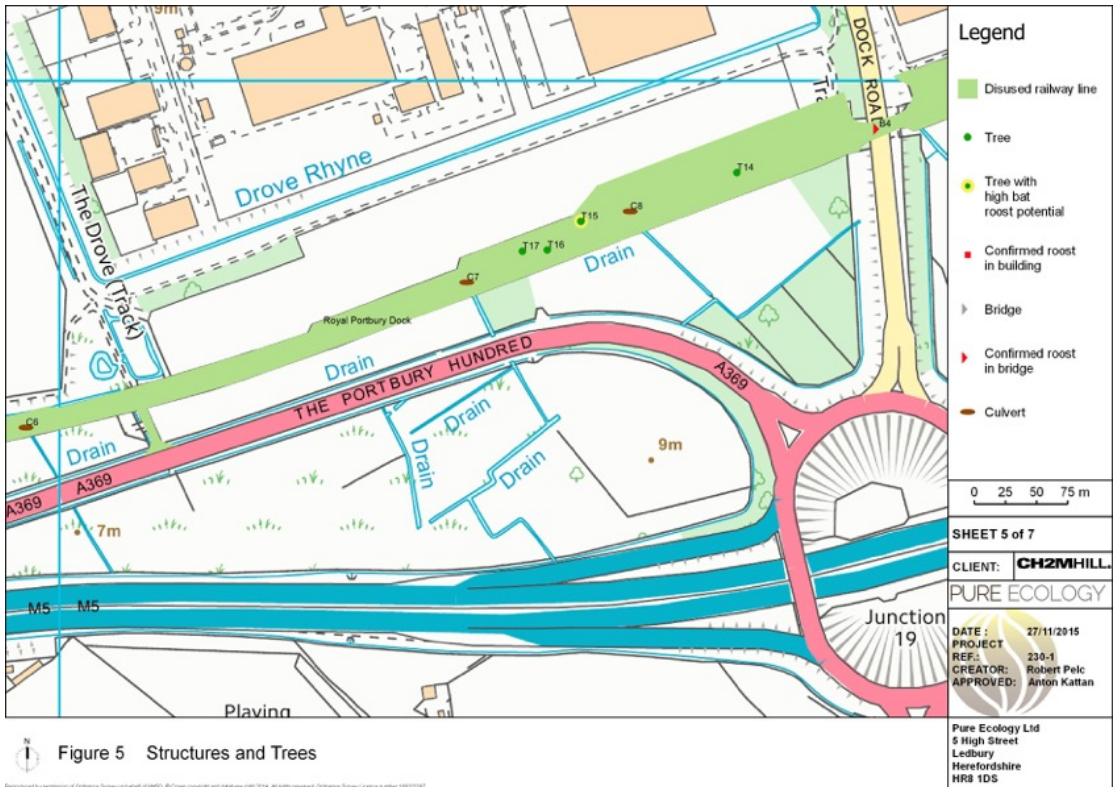 9m
DOCK ROAD
Drove Rhyne
The Drove (Track)
B4
T14
T15
C8
T17
T16
C7
Drain
Royal Portbury Dock
Drain
THE PORTBURY HUNDRED
A369
C6
Drain
Drain
Drain
Drain
9m
A369
A369
7m
M5
M5
Junction
19
Playing
Legend
Disused railway line
Tree
Tree with
high bat
roost potential
Confirmed roost
in building
Bridge
Confirmed roost
in bridge
Culvert
0 25 50 75 m
SHEET 5 of 7
CLIENT: CH2MHILL.
PURE ECOLOGY
DATE : 27/11/2015
PROJECT
REF.: 230-1
CREATOR: Robert Pelc
APPROVED: Anton Kattan
Pure Ecology Ltd
5 High Street
Ledbury
Herefordshire
HR8 1DS
N
Figure 5 Structures and Trees